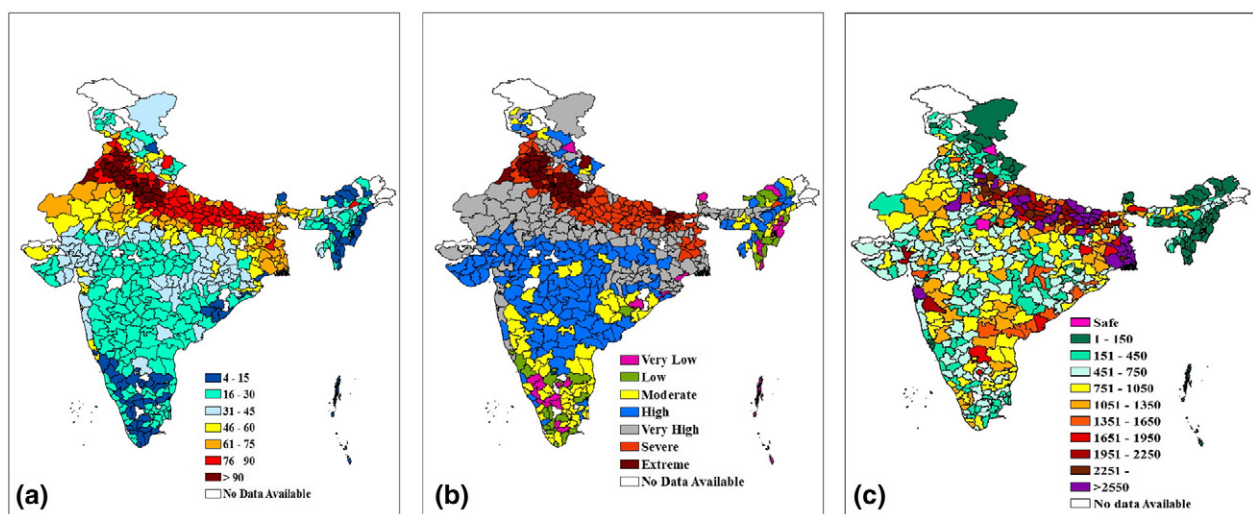 4 - 15
16 - 30
31 - 45
46 - 60
61 - 75
76 90
> 90
No Data Available
(a)
Very Low
Low
Moderate
High
Very High
Severe
Extreme
No Data Available
(b)
Safe
1 - 150
151 - 450
451 - 750
751 - 1050
1051 - 1350
1351 - 1650
1651 - 1950
1951 - 2250
2251 -
>2550
No data Available
(c)